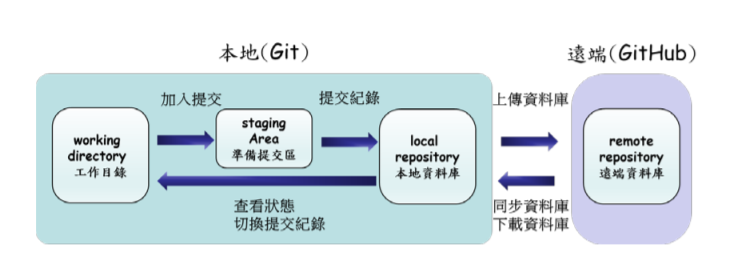 本地(Git)
遠端(GitHub)
加入提交
提交紀錄
上傳資料庫
working
directory
工作目錄
staging
Area
準備提交區
local
repository
本地資料庫
remote
repository
遠端資料庫
查看狀態
切換提交紀錄
同步資料庫
下載資料庫